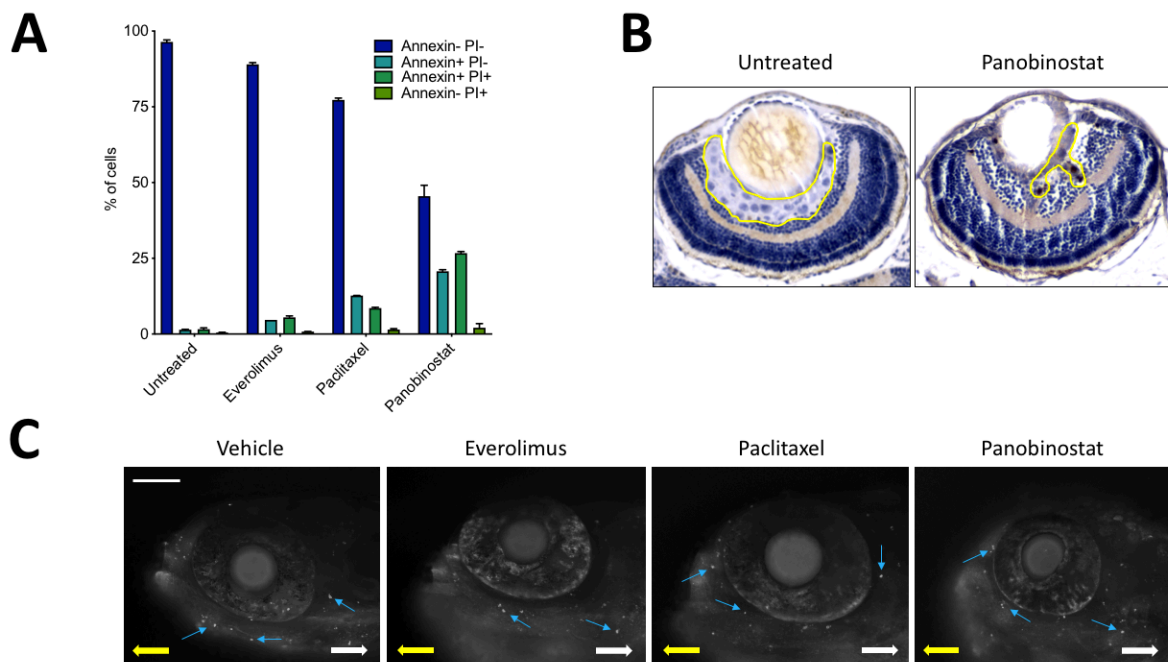 A
100
75
50
25
0
% of cells
Annexin- PI-
Annexin+ PI-
Annexin+ PI+
Annexin- PI+
Untreated
Everolimus
Paclitaxel
Panobinostat
B
Untreated
Panobinostat
C
Vehicle
Everolimus
Paclitaxel
Panobinostat